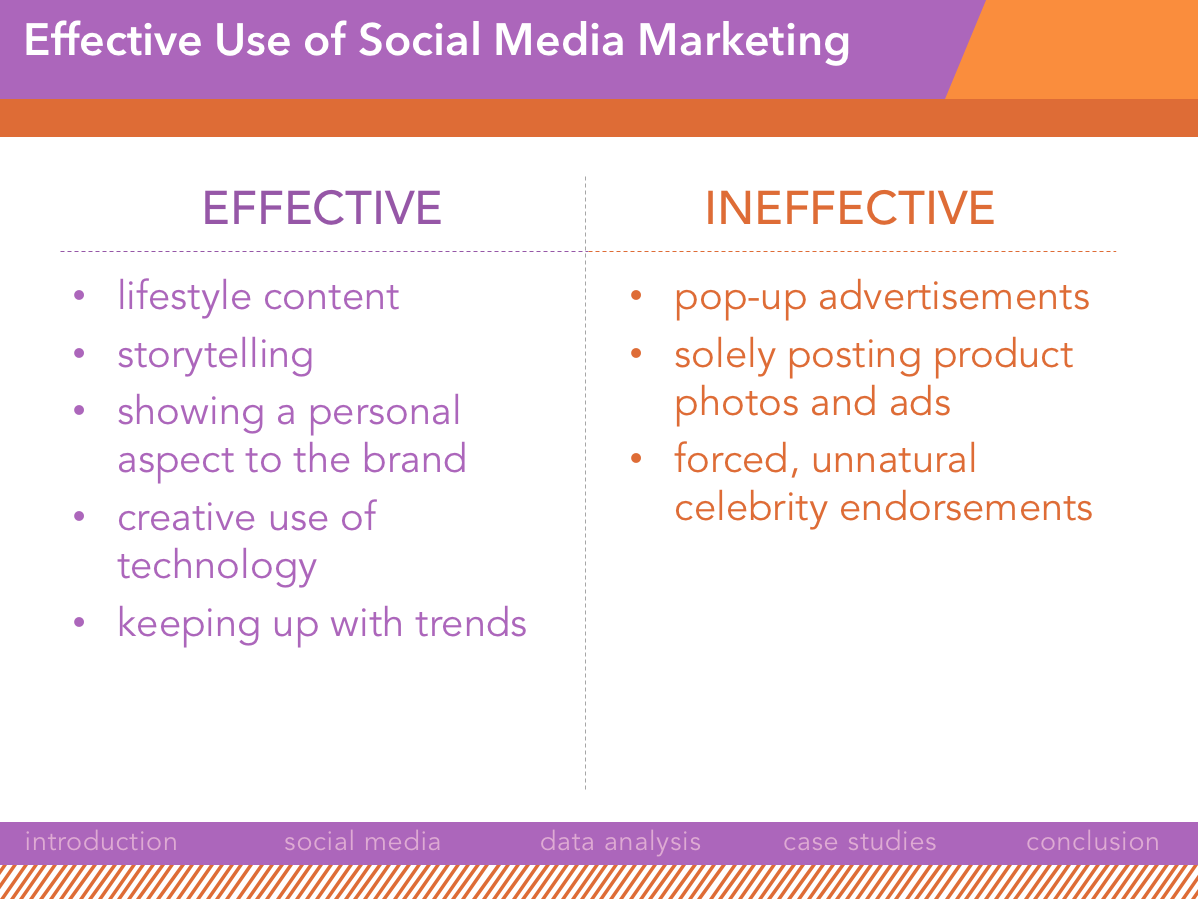 Effective Use of Social Media Marketing
EFFECTIVE
• lifestyle content
• storytelling
• showing a personal
aspect to the brand
• creative use of
technology
• keeping up with trends
INEFFECTIVE
• pop-up advertisements
• solely posting product
photos and ads
• forced, unnatural
celebrity endorsements
introduction social media data analysis case studies conclusion